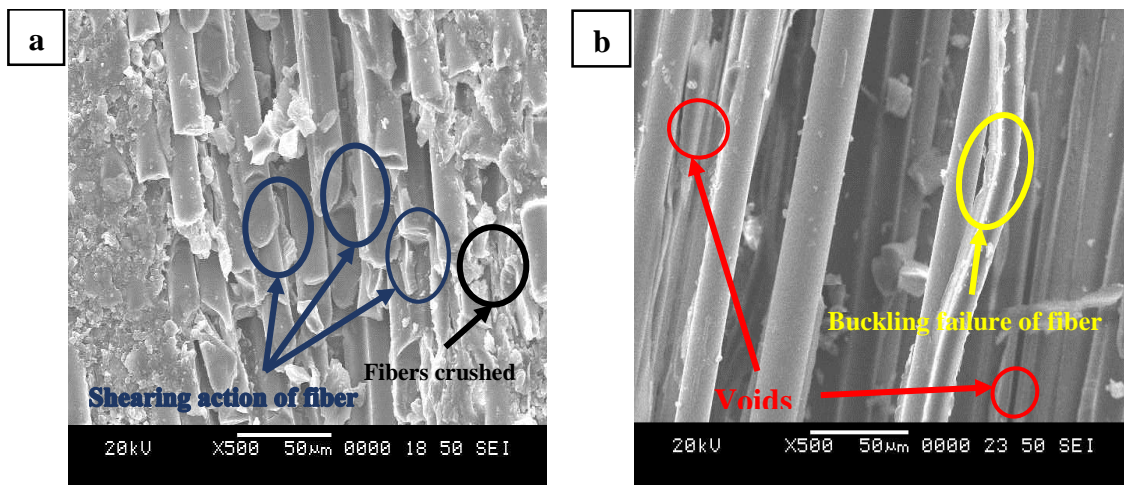 a
Fibers crushed
Shearing action of fiber
20kV X500 50μm 0000 18 50 SEI
b
Buckling failure of fiber
Voids
20kV X500 50μm 0000 23 50 SEI